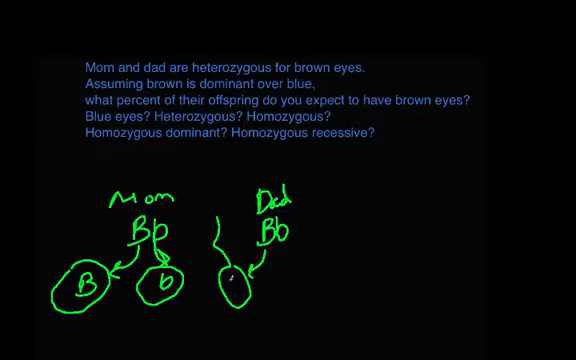 Mom and dad are heterozygous for brown eyes.
Assuming brown is dominant over blue,
what percent of their offspring do you expect to have brown eyes?
Blue eyes? Heterozygous? Homozygous?
Homozygous dominant? Homozygous recessive?
Mom Dad
Bb Bb
B b